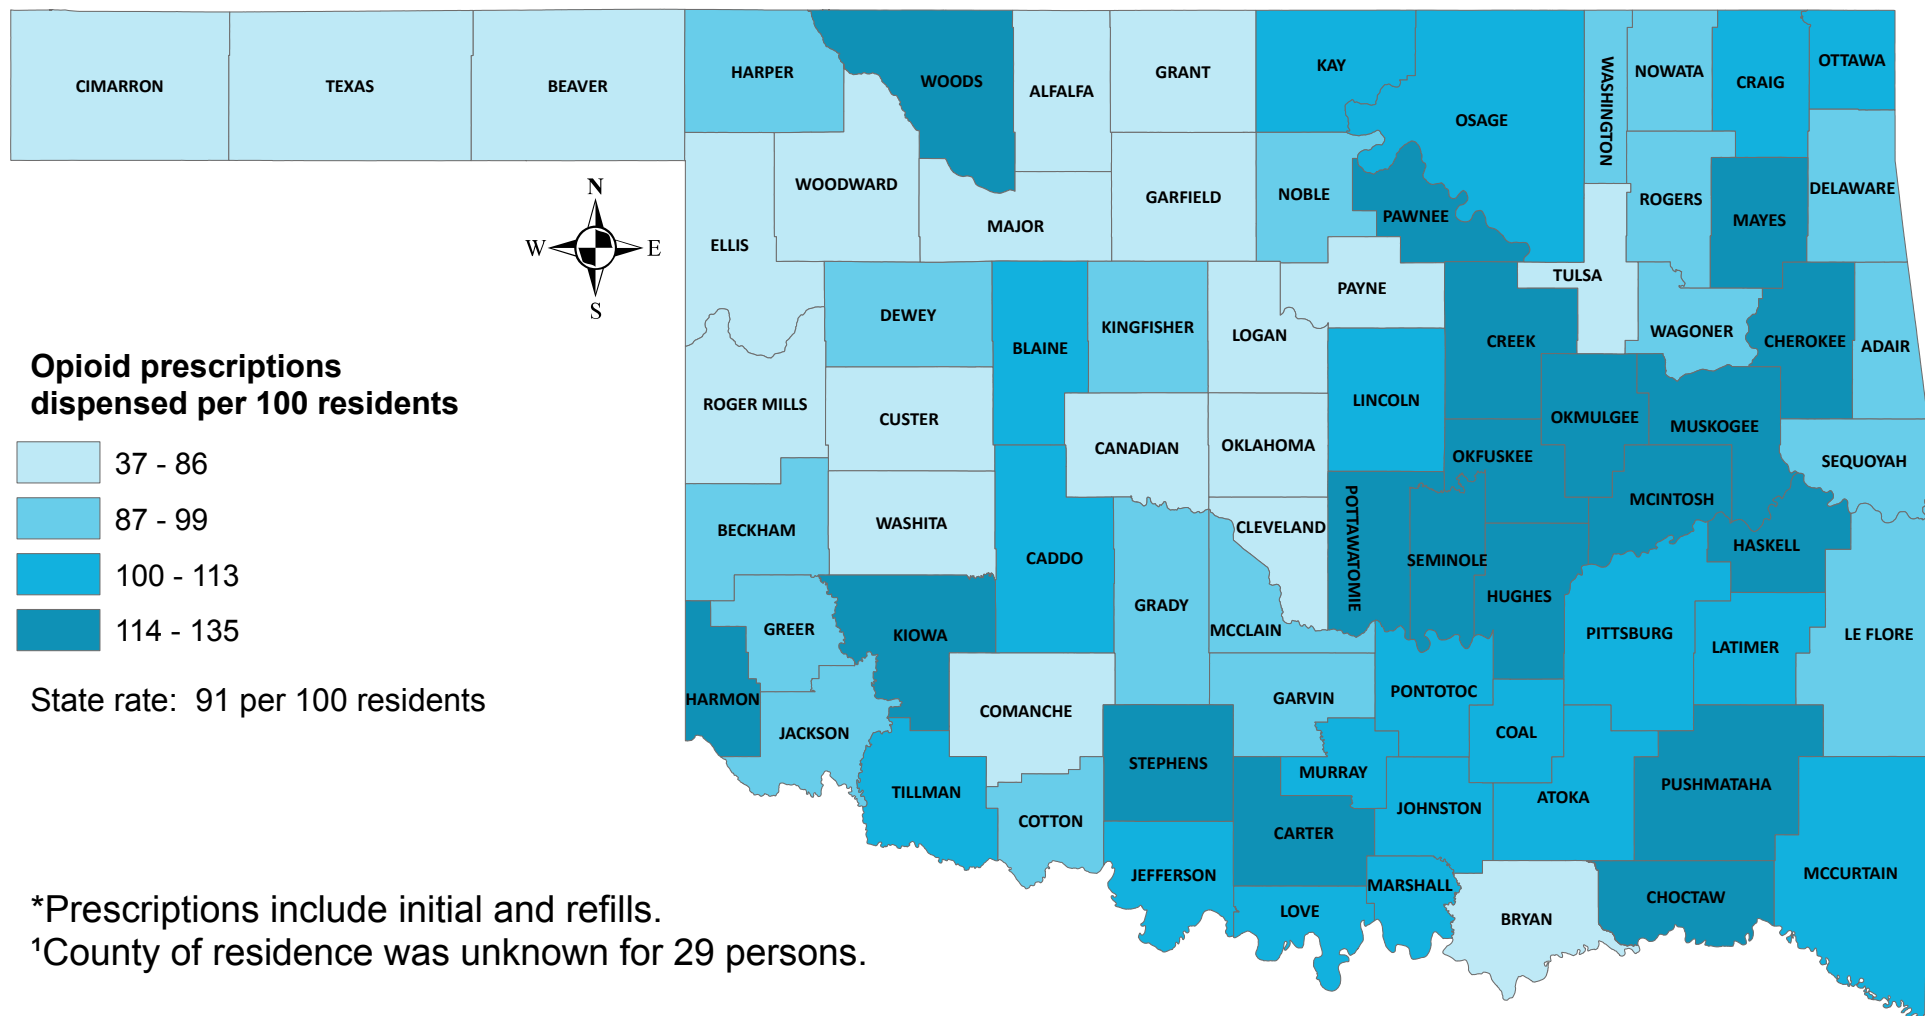 CIMARRON
TEXAS
BEAVER
HARPER
WOODS
ALFALFA
GRANT
KAY
OSAGE
WASHINGTON
NOWATA
CRAIG
OTTAWA
ELLIS
WOODWARD
MAJOR
GARFIELD
NOBLE
PAWNEE
ROGERS
MAYES
DELAWARE
N
W
E
S
DEWEY
BLAINE
KINGFISHER
LOGAN
PAYNE
TULSA
CREEK
WAGONER
CHEROKEE
ADAIR
Opioid prescriptions
dispensed per 100 residents
37 - 86
87 - 99
100 - 113
114 - 135
State rate: 91 per 100 residents
ROGER MILLS
CUSTER
CANADIAN
OKLAHOMA
LINCOLN
OKMULGEE
MUSKOGEE
OKFUSKEE
SEQUOYAH
BECKHAM
WASHITA
CADDO
CLEVELAND
POTTAWATOMIE
SEMINOLE
MCINTOSH
HASKELL
HUGHES
GREER
KIOWA
GRADY
MCCLAIN
PITTSBURG
LATIMER
LE FLORE
HARMON
JACKSON
COMANCHE
GARVIN
PONTOTOC
COAL
TILLMAN
COTTON
STEPHENS
MURRAY
JOHNSTON
ATOKA
PUSHMATAHA
CARTER
JEFFERSON
LOVE
MARSHALL
BRYAN
CHOCTAW
MCCURTAIN
*Prescriptions include initial and refills.
¹County of residence was unknown for 29 persons.